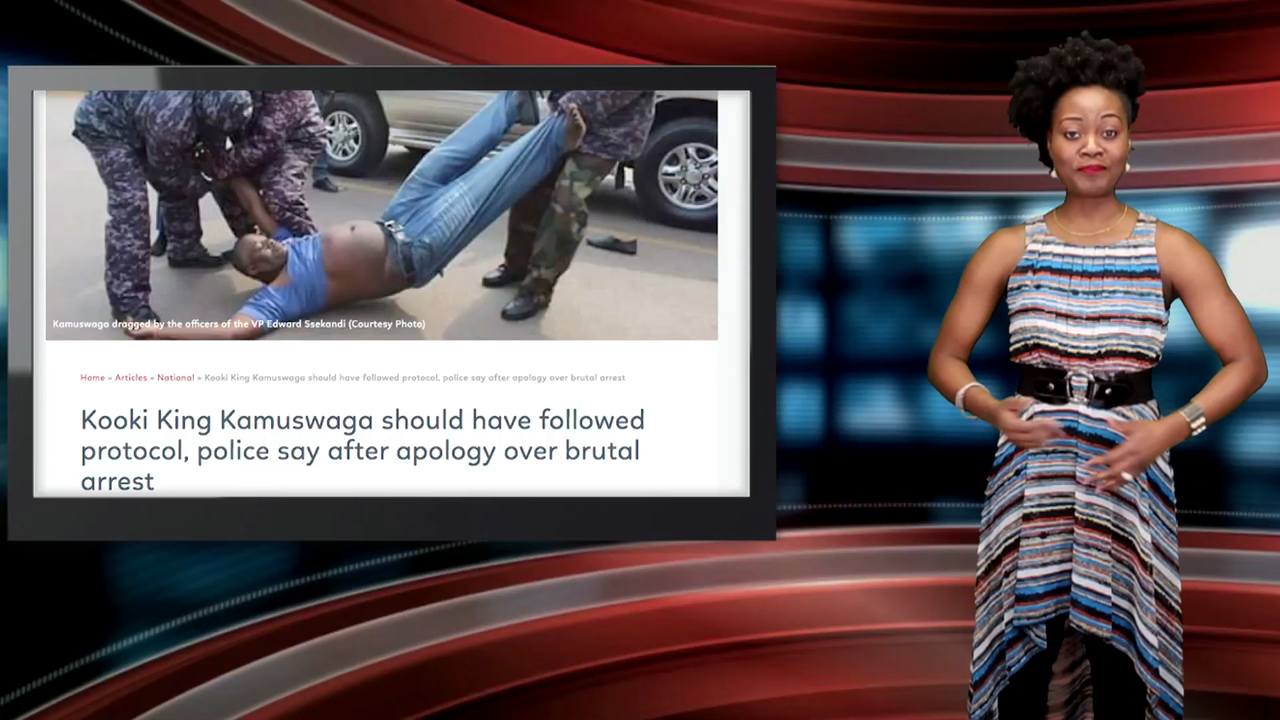 Kamuswaga dragged by the officers of the VP Edward Ssekandi (Courtesy Photo)
Home » Articles » National » Kooki King Kamuswaga should have followed protocol, police say after apology over brutal arrest
Kooki King Kamuswaga should have followed
protocol, police say after apology over brutal
arrest